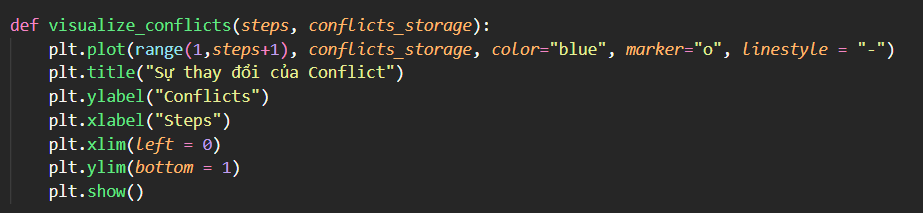 def visualize_conflicts(steps, conflicts_storage):
    plt.plot(range(1,steps+1), conflicts_storage, color="blue", marker="o", linestyle = "-")
    plt.title("Sự thay đổi của Conflict")
    plt.ylabel("Conflicts")
    plt.xlabel("Steps")
    plt.xlim(left = 0)
    plt.ylim(bottom = 1)
    plt.show()